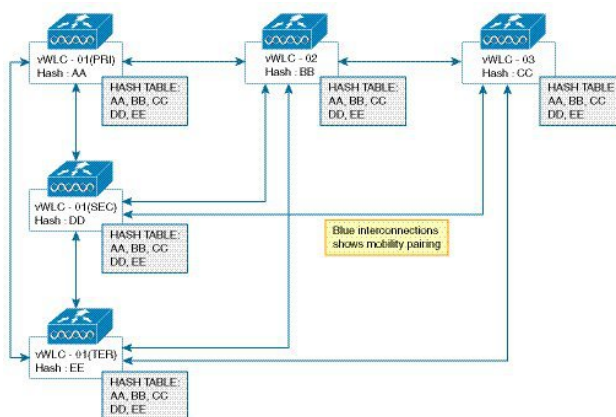 vWLC - 01(PRI)
Hash : AA
HASH TABLE:
AA, BB, CC
DD, EE
vWLC - 02
Hash : BB
HASH TABLE:
AA, BB, CC
DD, EE
vWLC - 03
Hash : CC
HASH TABLE:
AA, BB, CC
DD, EE
vWLC - 01(SEC)
Hash : DD
HASH TABLE:
AA, BB, CC
DD, EE
Blue interconnections
shows mobility pairing
vWLC - 01(TER)
Hash : EE
HASH TABLE:
AA, BB, CC
DD, EE